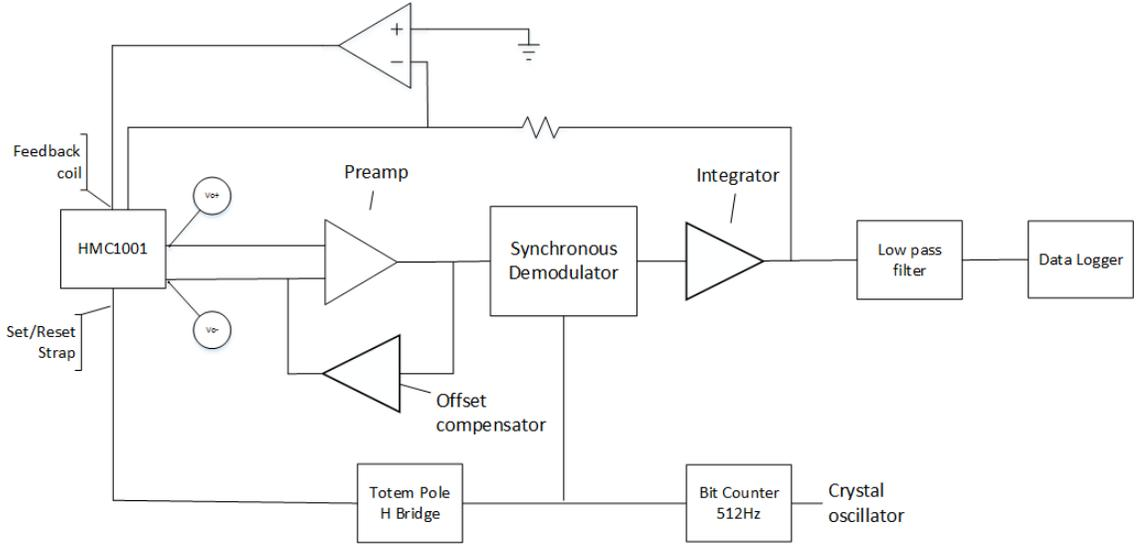 +
−
Feedback
coil
Preamp
Integrator
Vo+
HMC1001
Synchronous
Demodulator
Low pass
filter
Data Logger
Set/Reset
Strap
Vo-
Offset
compensator
Totem Pole
H Bridge
Bit Counter
512Hz
Crystal
oscillator